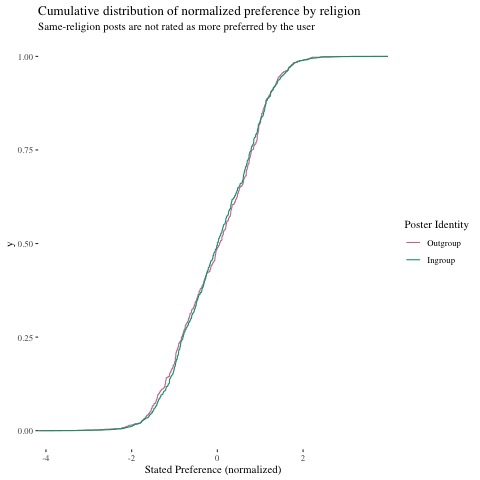 Cumulative distribution of normalized preference by religion
Same-religion posts are not rated as more preferred by the user
1.00
0.75
0.50
0.25
0.00
y
-4
-2
0
2
Stated Preference (normalized)
Poster Identity
Outgroup
Ingroup